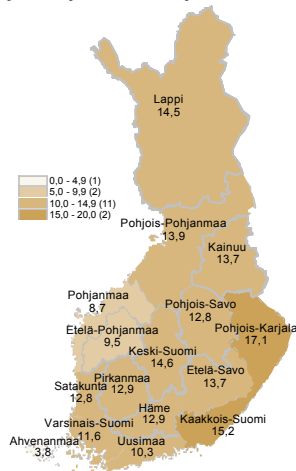 Lappi
14,5
0,0 - 4,9 (1)
5,0 - 9,9 (2)
10,0 - 14,9 (11)
15,0 - 20,0 (2)
Pohjois-Pohjanmaa
13,9
Kainuu
13,7
Pohjanmaa
8,7
Pohjois-Savo
12,8
Pohjois-Karjala
17,1
Etelä-Pohjanmaa
9,5
Keski-Suomi
14,6
Etelä-Savo
13,7
Pirkanmaa
12,9
Satakunta
12,8
Häme
12,9
Kaakkois-Suomi
15,2
Varsinais-Suomi
11,6
Uusimaa
10,3
Ahvenanmaa
3,8